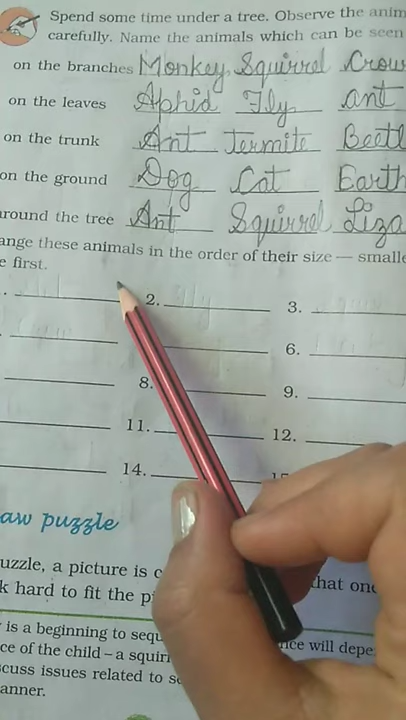 Spend some time under a tree. Observe the anim
carefully. Name the animals which can be seen
on the branches Monkey, Squirrel Crow
on the leaves Aphid Fly ant
on the trunk Ant Termite Beetl
on the ground Dog Cat Earth
around the tree Ant Squirrel Liza
ange these animals in the order of their size — smalle
e first.
. 2. 3.
. 6.
8. 9.
11. 12.
14. 15
aw puzzle
uzzle, a picture is c that one
k hard to fit the p
is a beginning to sequ nce will depe
ce of the child – a squir
cuss issues related to s
anner.